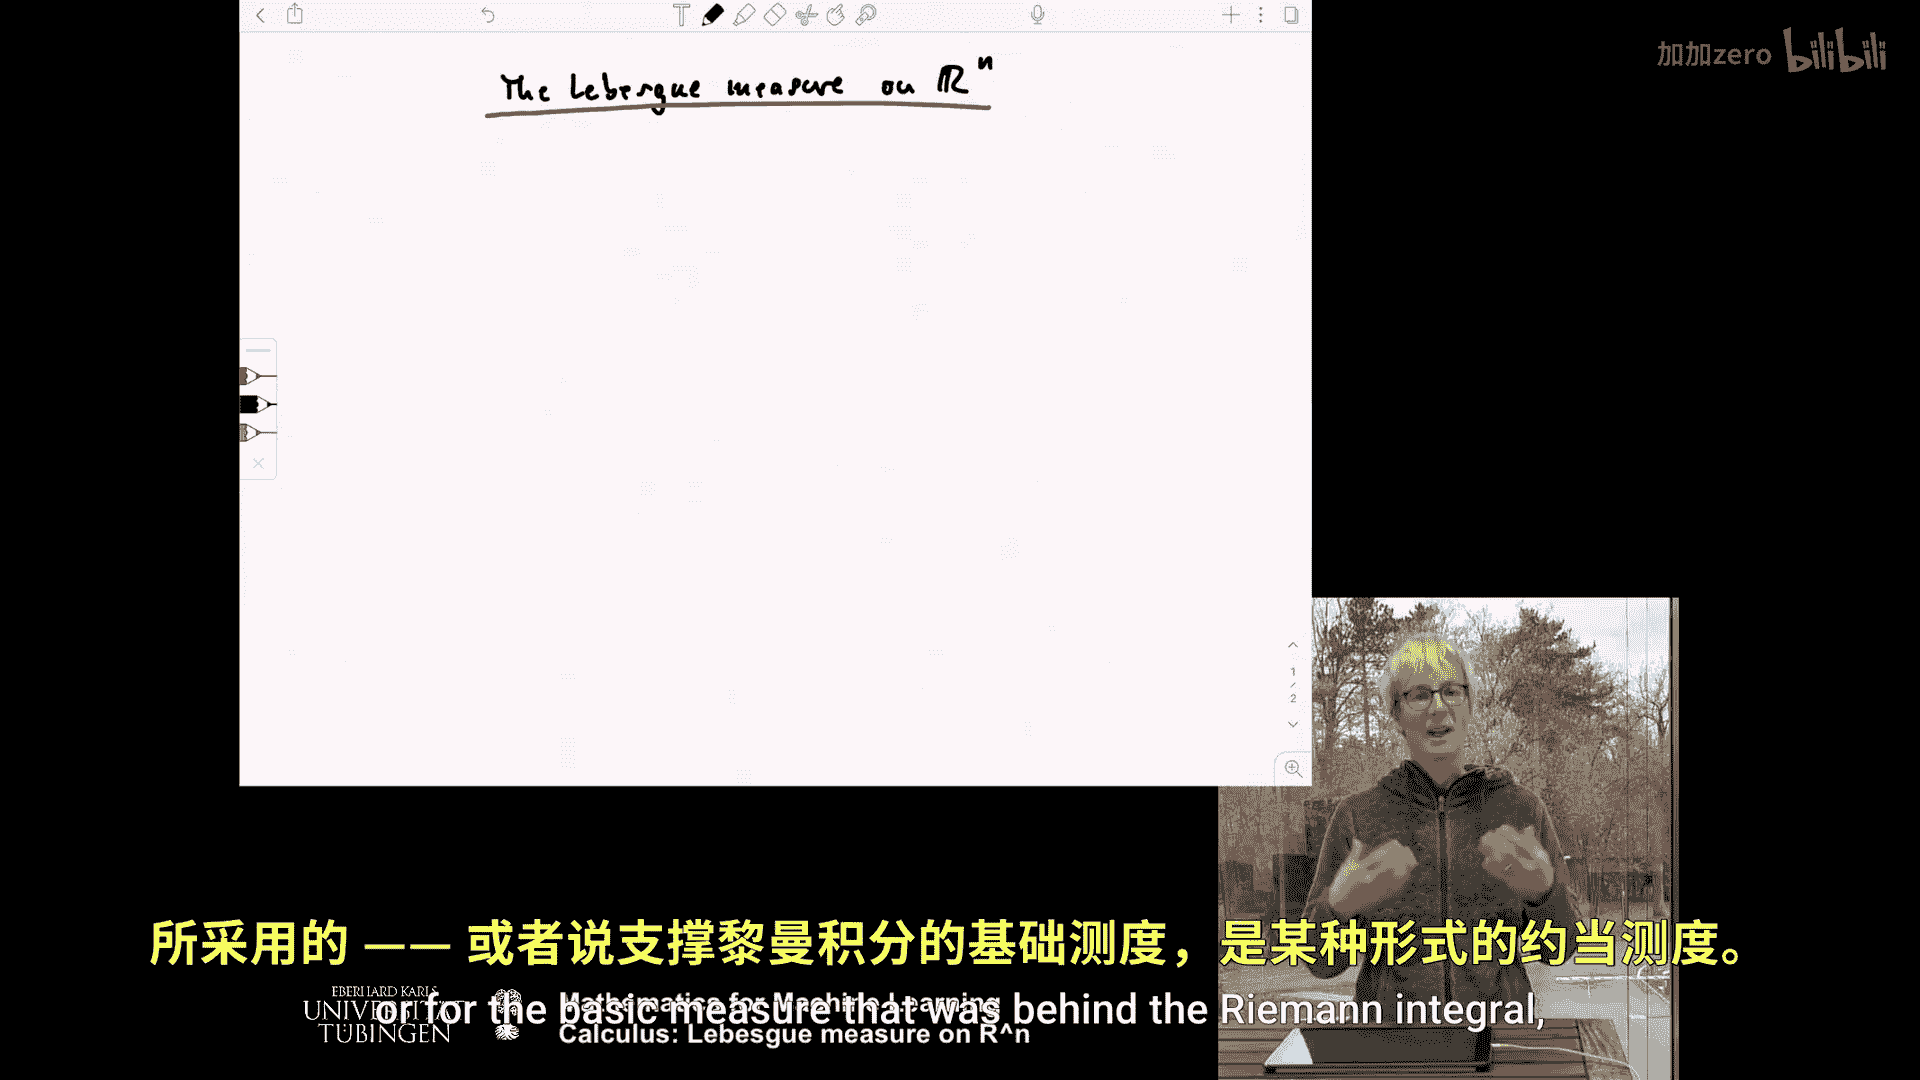 加加zero bilibili
The Lebesgue measure on ℝⁿ
1
2
所采用的 —— 或者说支撑黎曼积分的基础测度，是某种形式的约当测度。
EBERHARD KARLS
UNIVERSITÄT
TÜBINGEN
or for the basic measure that was behind the Riemann integral,
Mathematics for Machine Learning
Calculus: Lebesgue measure on R^n